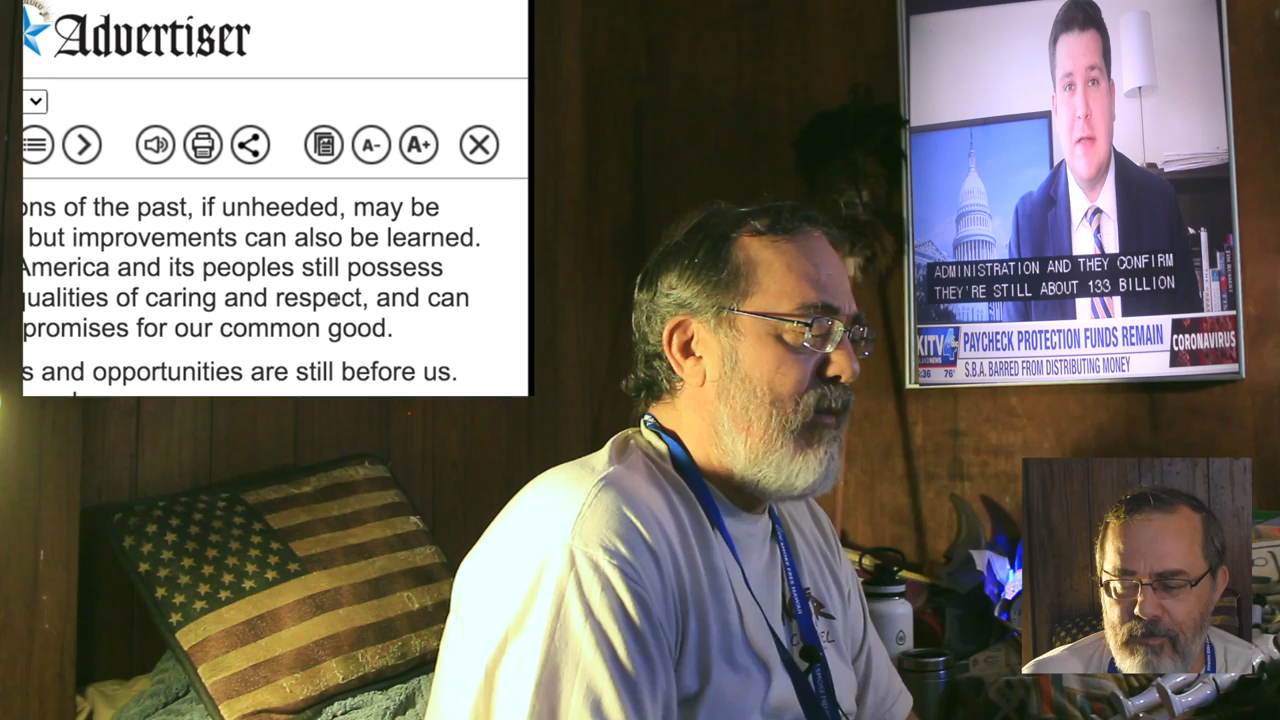 Advertiser
A- A+
ons of the past, if unheeded, may be
but improvements can also be learned.
America and its peoples still possess
qualities of caring and respect, and can
promises for our common good.
s and opportunities are still before us.
ADMINISTRATION AND THEY CONFIRM
THEY'RE STILL ABOUT 133 BILLION
KITV4
PAYCHECK PROTECTION FUNDS REMAIN
CORONAVIRUS
:36 76°
S.B.A. BARRED FROM DISTRIBUTING MONEY